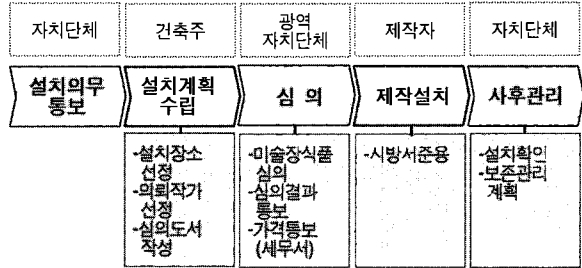 자치단체
건축주
광역
자치단체
제작자
자치단체
설치의무
통보
설치계획
수립
심 의
제작설치
사후관리
-설치장소
선정
-의뢰작가
선정
-심의도서
작성
-미술장식품
심의
-심의결과
통보
-가격통보
(세무서)
-시방서준용
-설치확인
-보존관리
계획